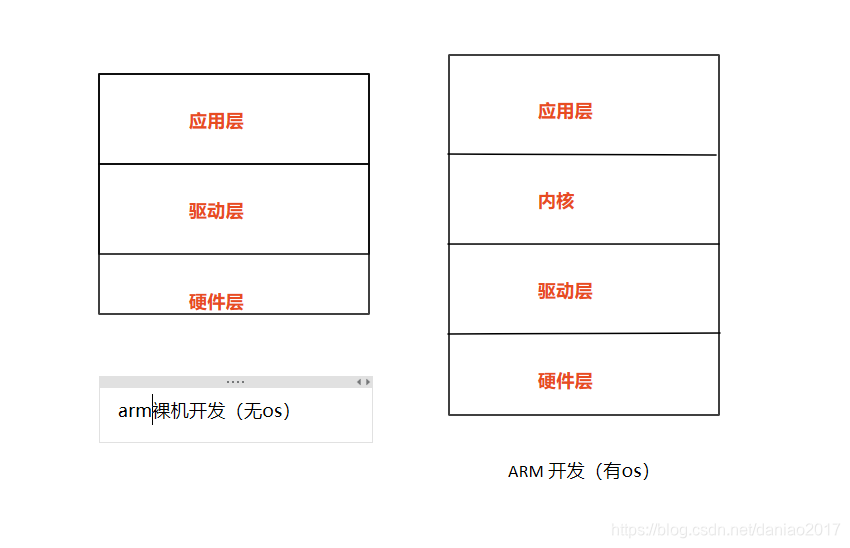 应用层
驱动层
硬件层
arm裸机开发（无os）
应用层
内核
驱动层
硬件层
ARM 开发（有os）
https://blog.csdn.net/daniao2017